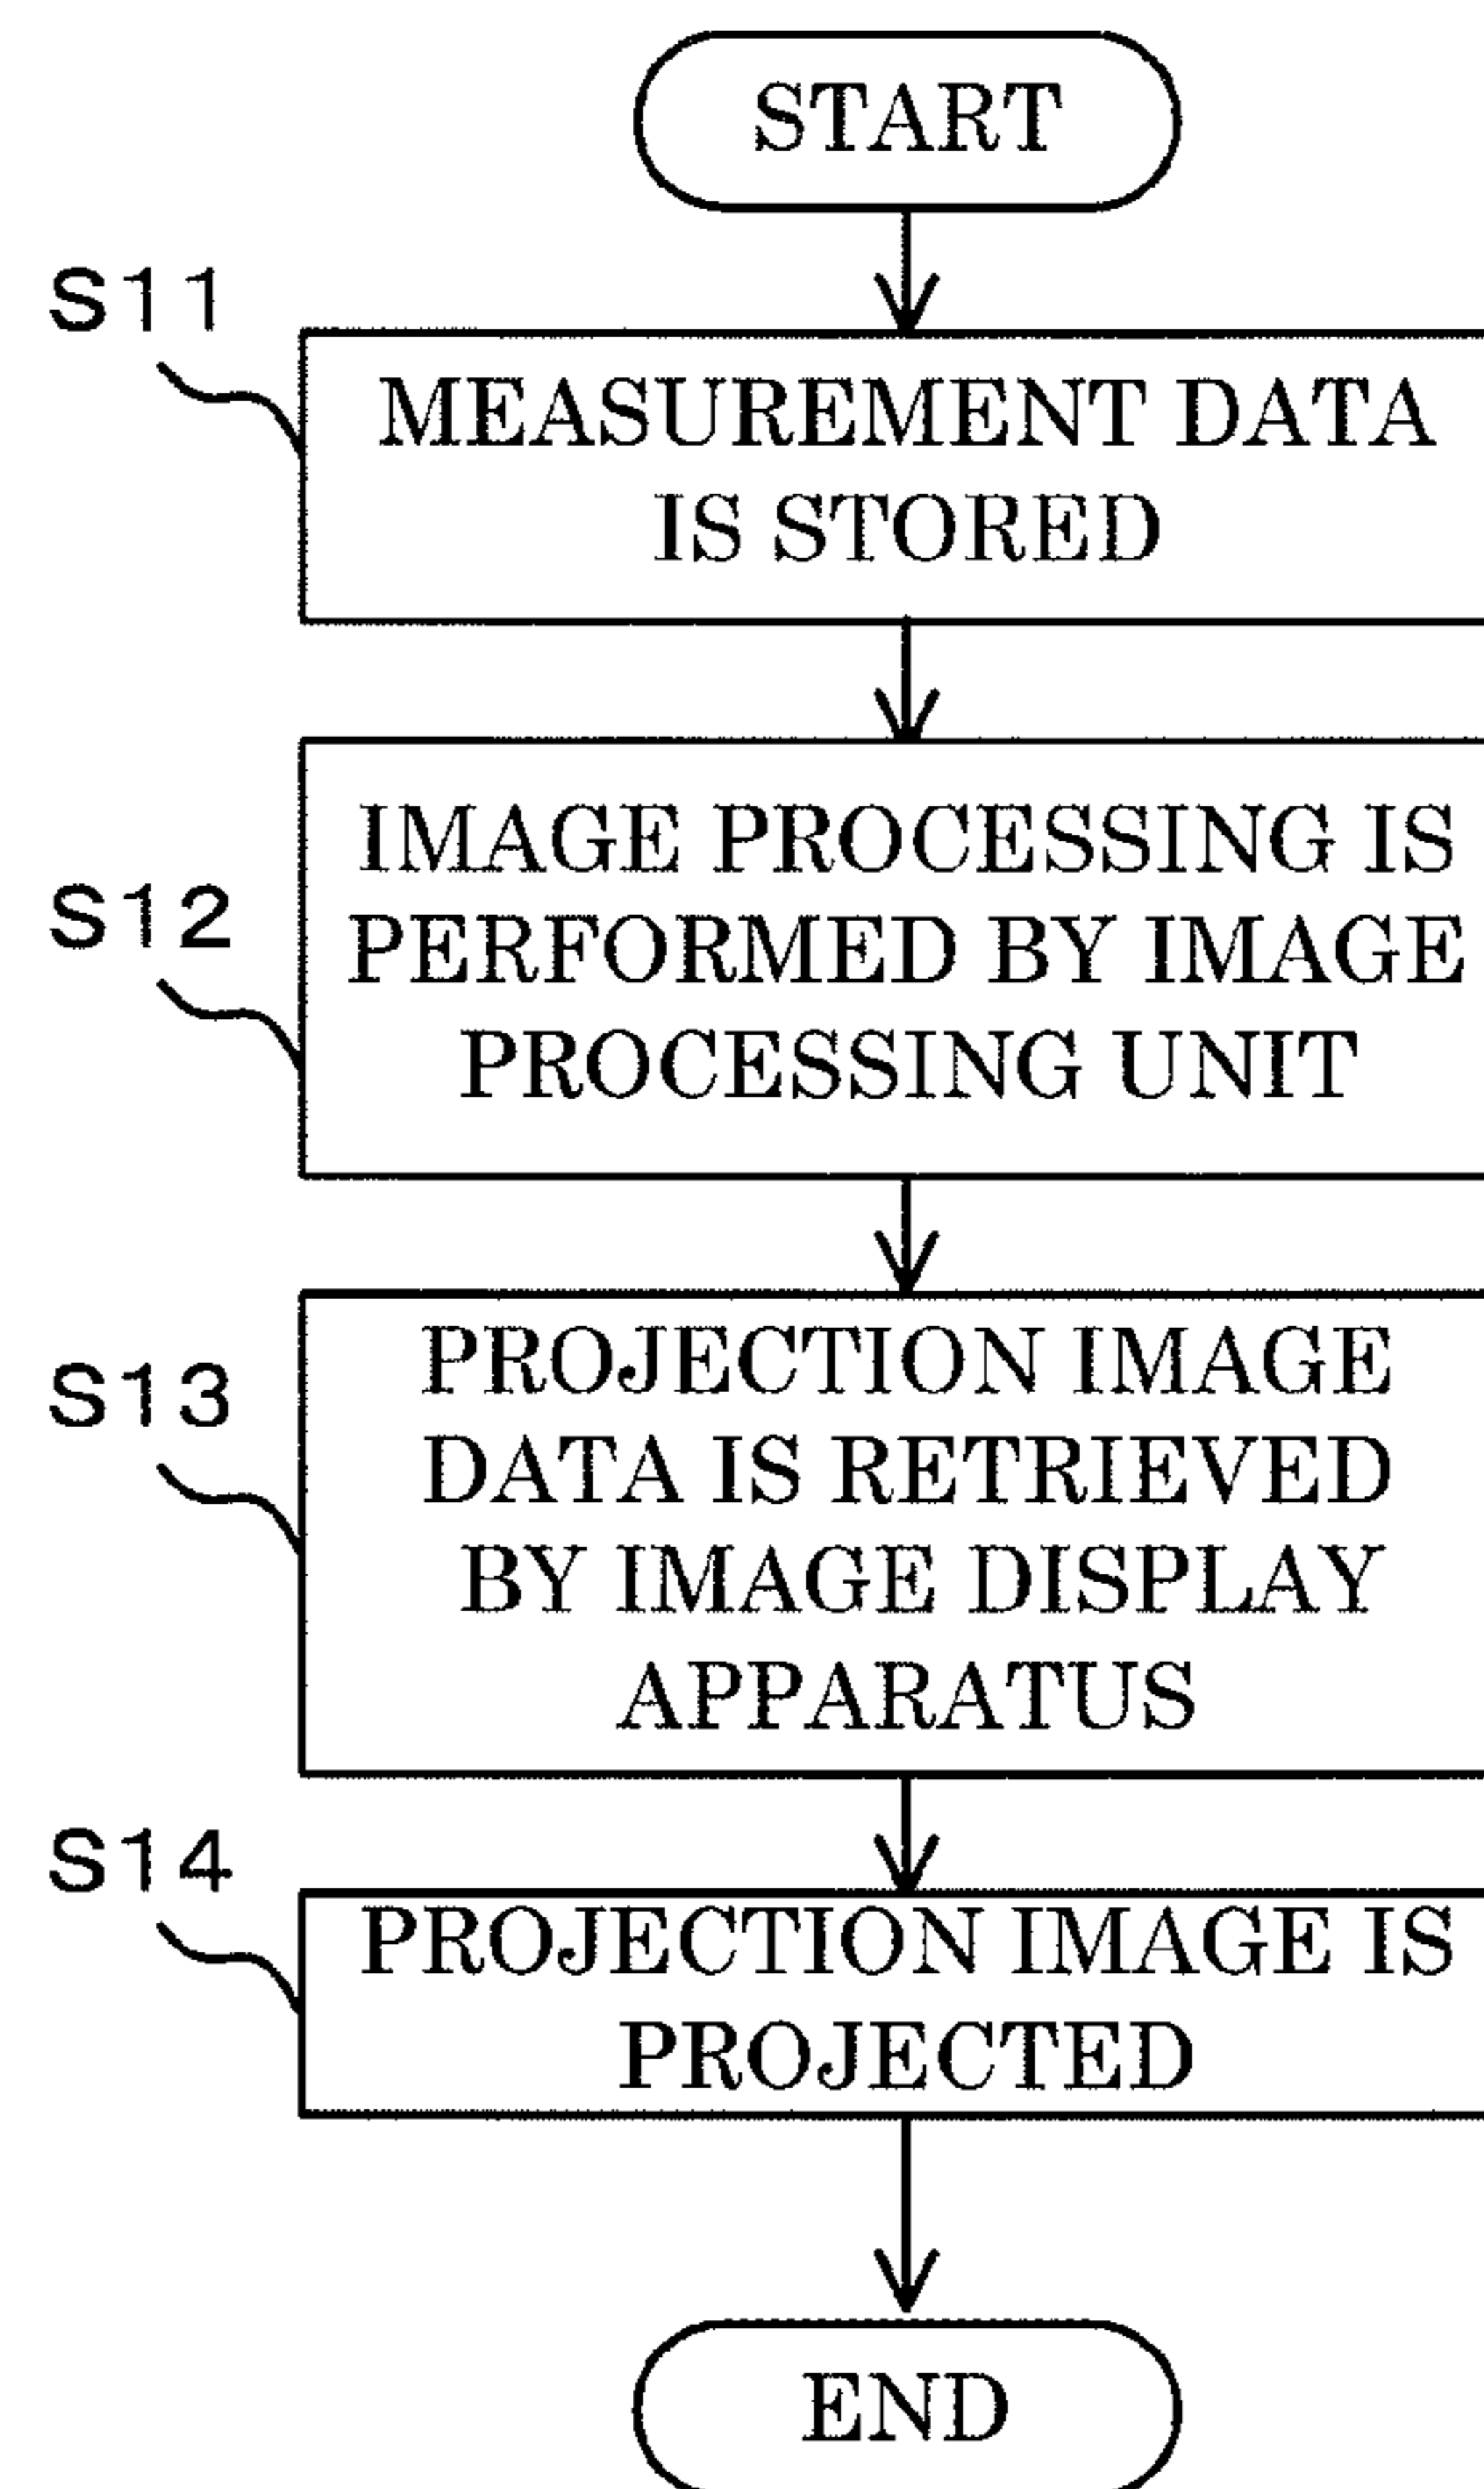 START
S11
MEASUREMENT DATA
IS STORED
S12
IMAGE PROCESSING IS
PERFORMED BY IMAGE
PROCESSING UNIT
S13
PROJECTION IMAGE
DATA IS RETRIEVED
BY IMAGE DISPLAY
APPARATUS
S14
PROJECTION IMAGE IS
PROJECTED
END